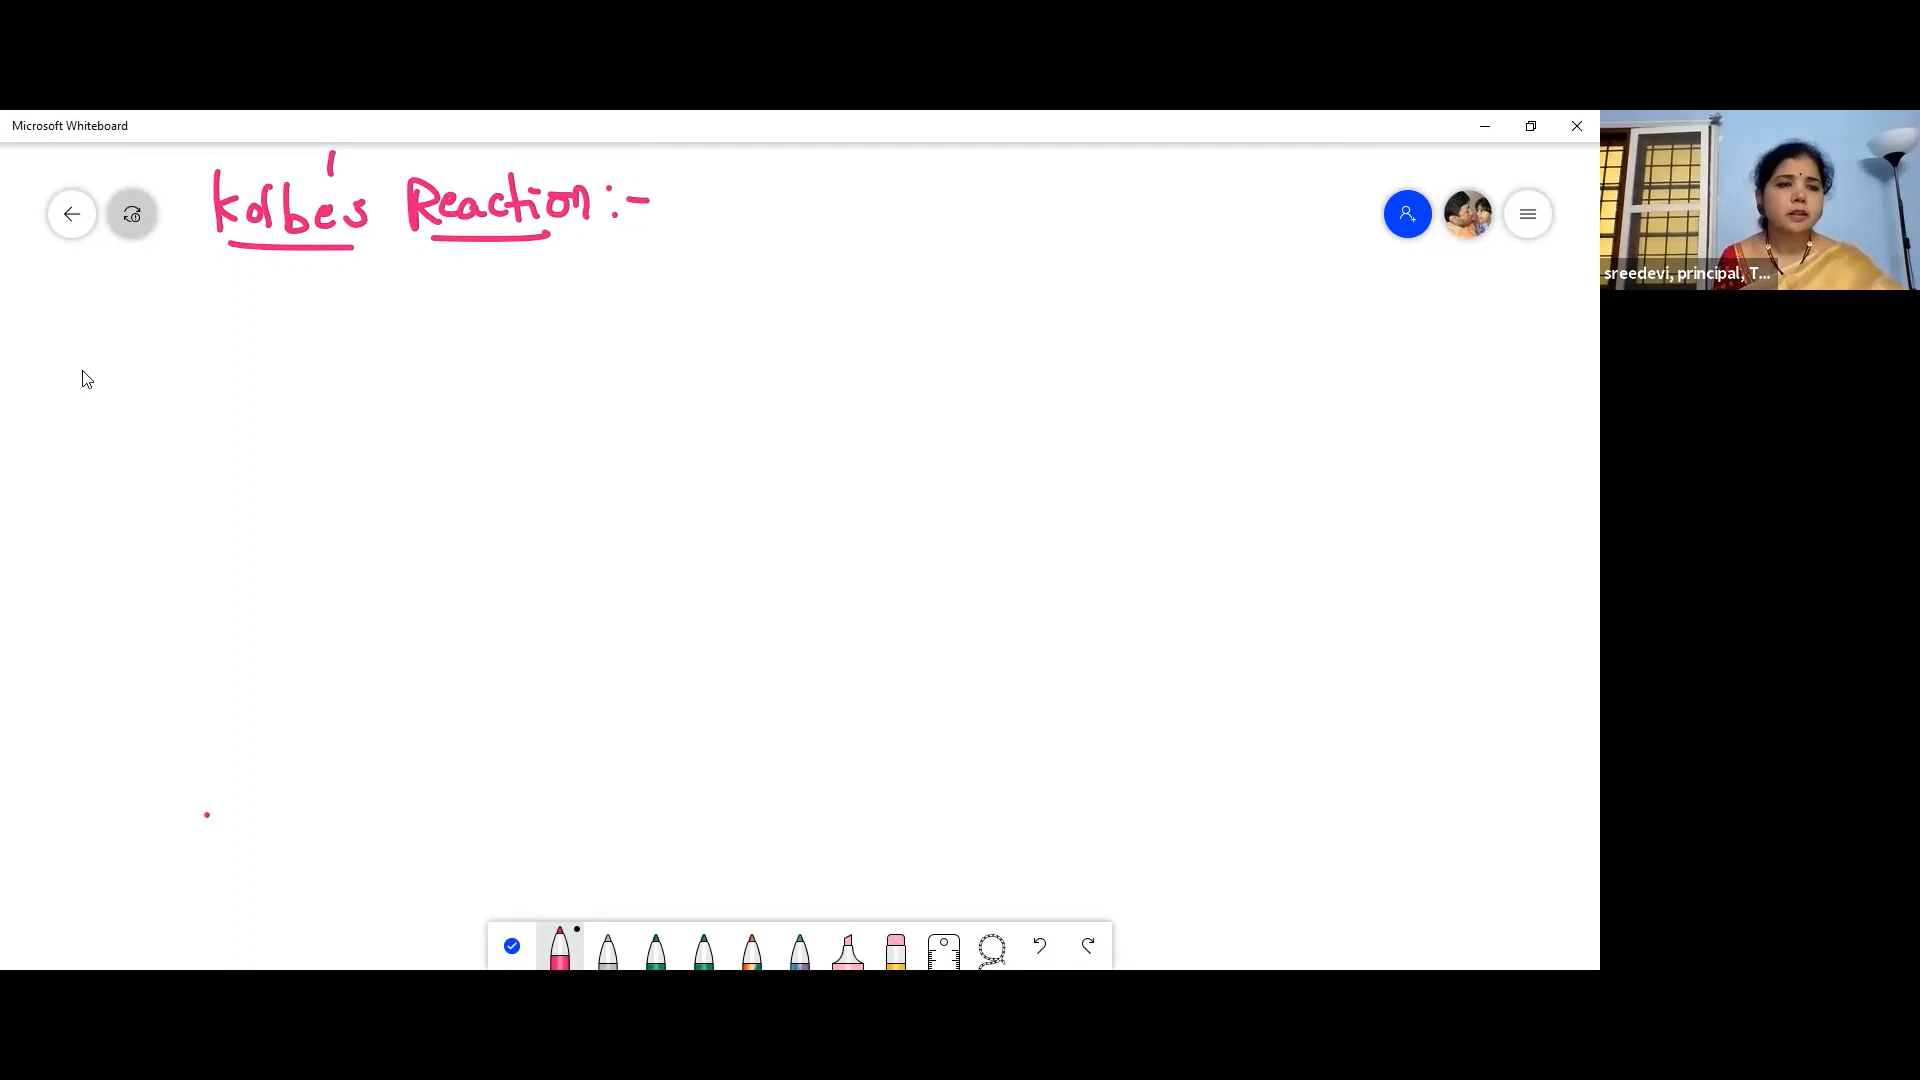 Microsoft Whiteboard
Kolbe's Reaction :-
sreedevi, principal, T...